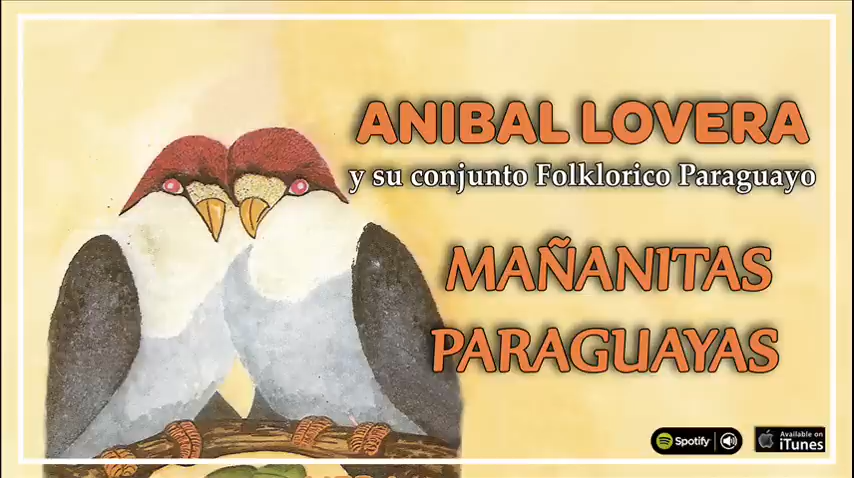 ANIBAL LOVERA
y su conjunto Folklorico Paraguayo
MAÑANITAS
PARAGUAYAS
Spotify
Available on
iTunes